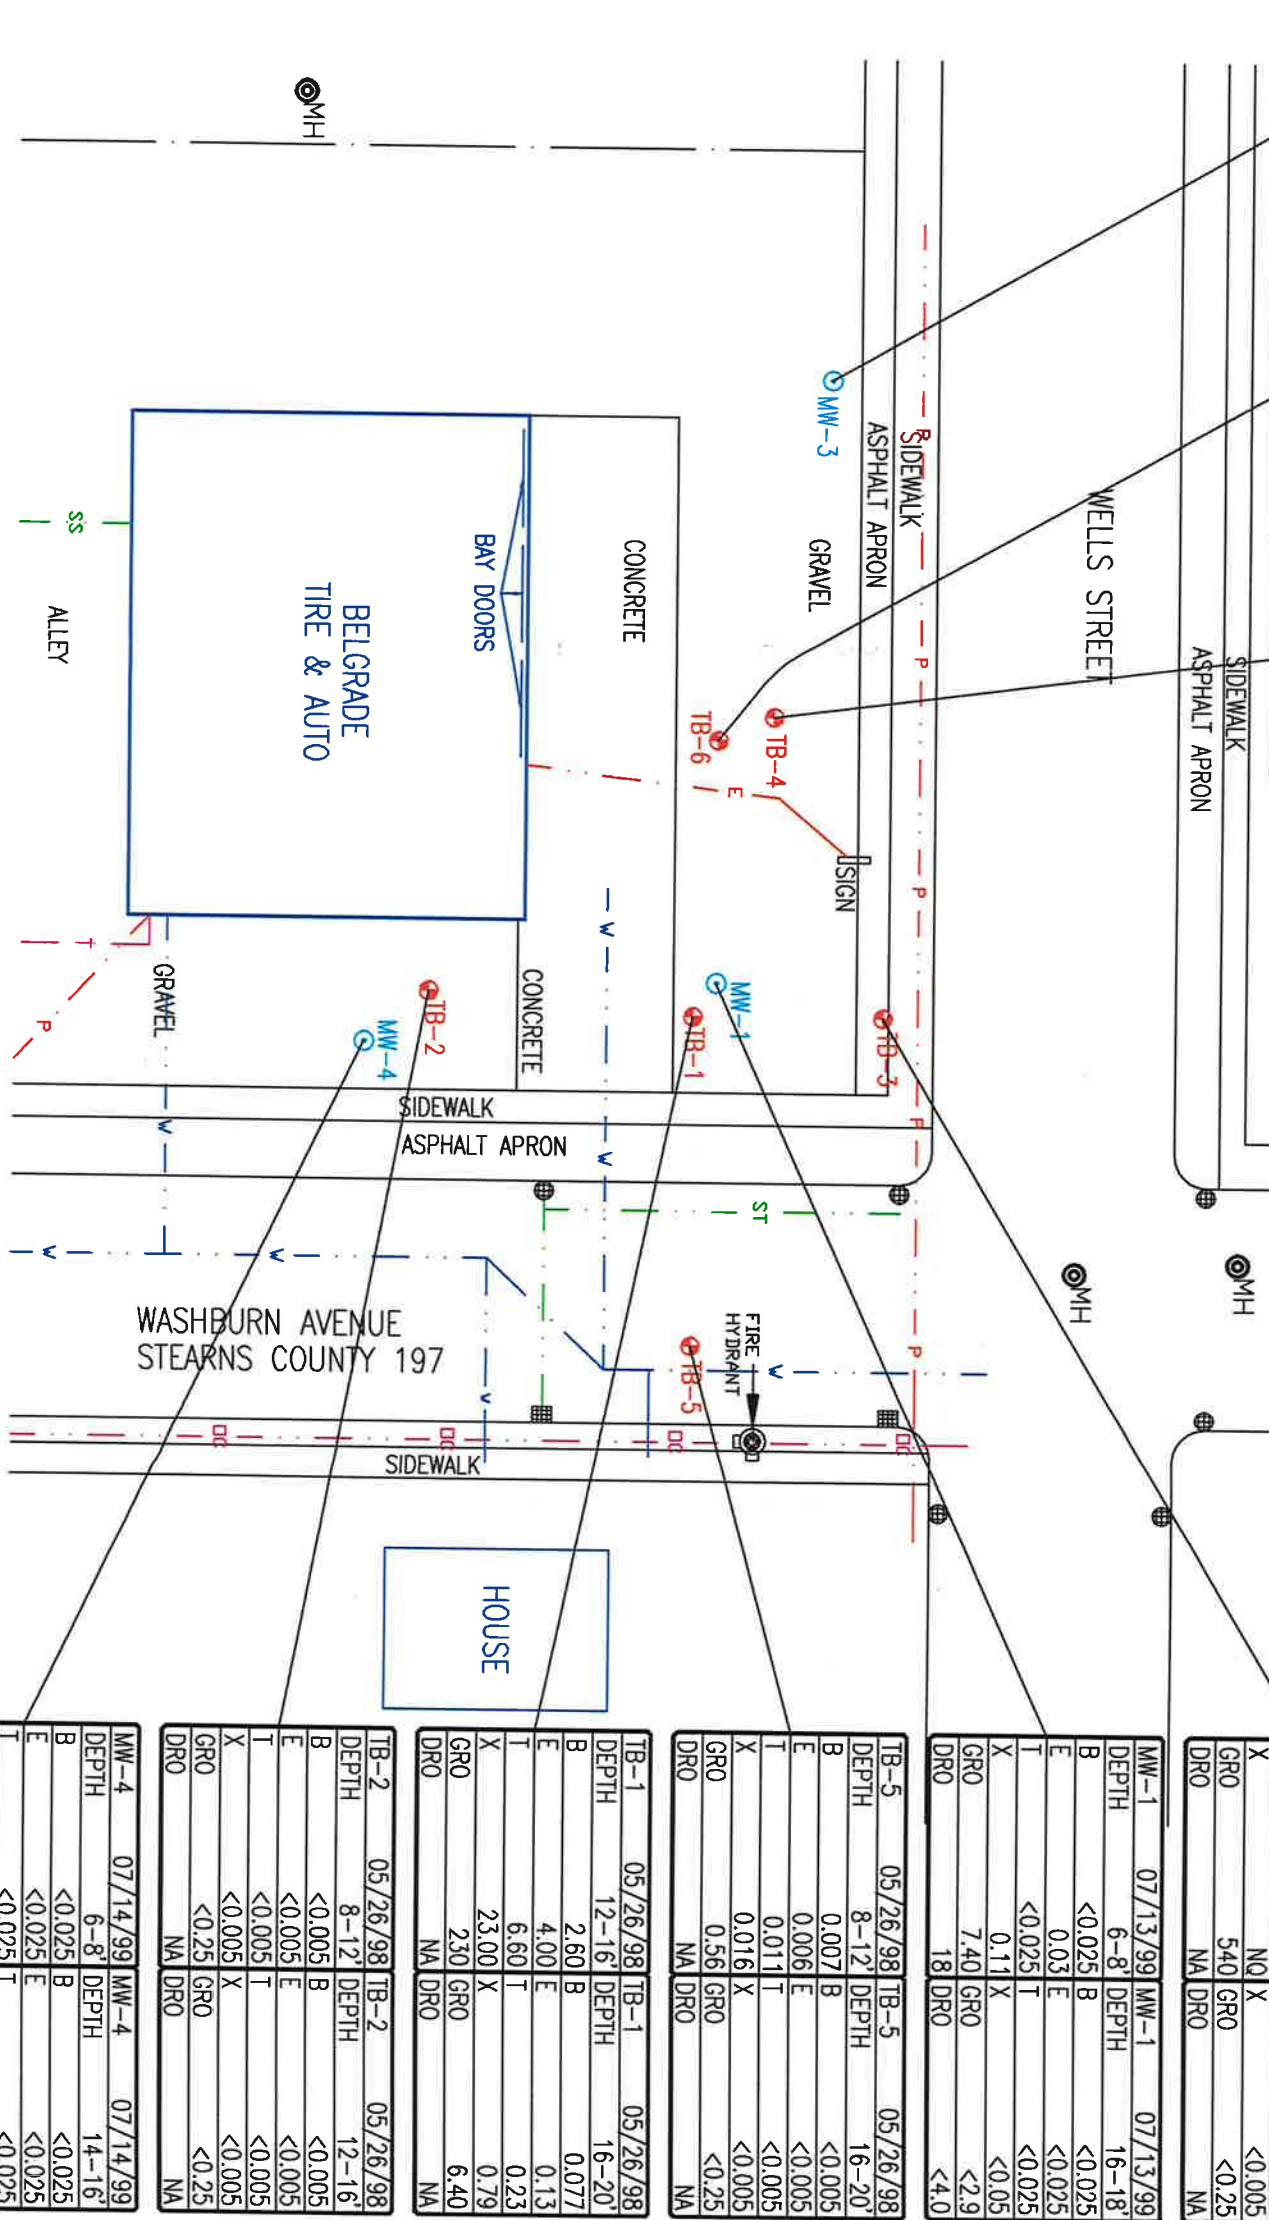 MH
WELLS STREET
SIDEWALK
ASPHALT APRON
SIDEWALK
ASPHALT APRON
P
P
P
P
P
GRAVEL
MW-3
TB-4
TB-6
E
SIGN
CONCRETE
BAY DOORS
BELGRADE
TIRE & AUTO
SS
ALLEY
MW-1
TB-1
TB-3
W
CONCRETE
TB-2
MW-4
GRAVEL
T
P
SIDEWALK
ASPHALT APRON
W
W
ST
MH
MH
W
W
W
WASHBURN AVENUE
STEARNS COUNTY 197
FIRE
HYDRANT
TB-5
SIDEWALK
HOUSE
X NQ X <0.005
GRO 540 GRO <0.25
DRO NA DRO NA
MW-1 07/13/99 MW-1 07/13/99
DEPTH 6-8' DEPTH 16-18'
B <0.025 B <0.025
E 0.03 E <0.025
T <0.025 T <0.025
X 0.11 X <0.05
GRO 7.40 GRO <2.9
DRO 18 DRO <4.0
TB-5 05/26/98 TB-5 05/26/98
DEPTH 8-12' DEPTH 16-20'
B 0.007 B <0.005
E 0.006 E <0.005
T 0.011 T <0.005
X 0.016 X <0.005
GRO 0.56 GRO <0.25
DRO NA DRO NA
TB-1 05/26/98 TB-1 05/26/98
DEPTH 12-16' DEPTH 16-20'
B 2.60 B 0.077
E 4.00 E 0.13
T 6.60 T 0.23
X 23.00 X 0.79
GRO 230 GRO 6.40
DRO NA DRO NA
TB-2 05/26/98 TB-2 05/26/98
DEPTH 8-12' DEPTH 12-16'
B <0.005 B <0.005
E <0.005 E <0.005
T <0.005 T <0.005
X <0.005 X <0.005
GRO <0.25 GRO <0.25
DRO NA DRO NA
MW-4 07/14/99 MW-4 07/14/99
DEPTH 6-8' DEPTH 14-16'
B <0.025 B <0.025
E <0.025 E <0.025
T <0.025 T <0.025